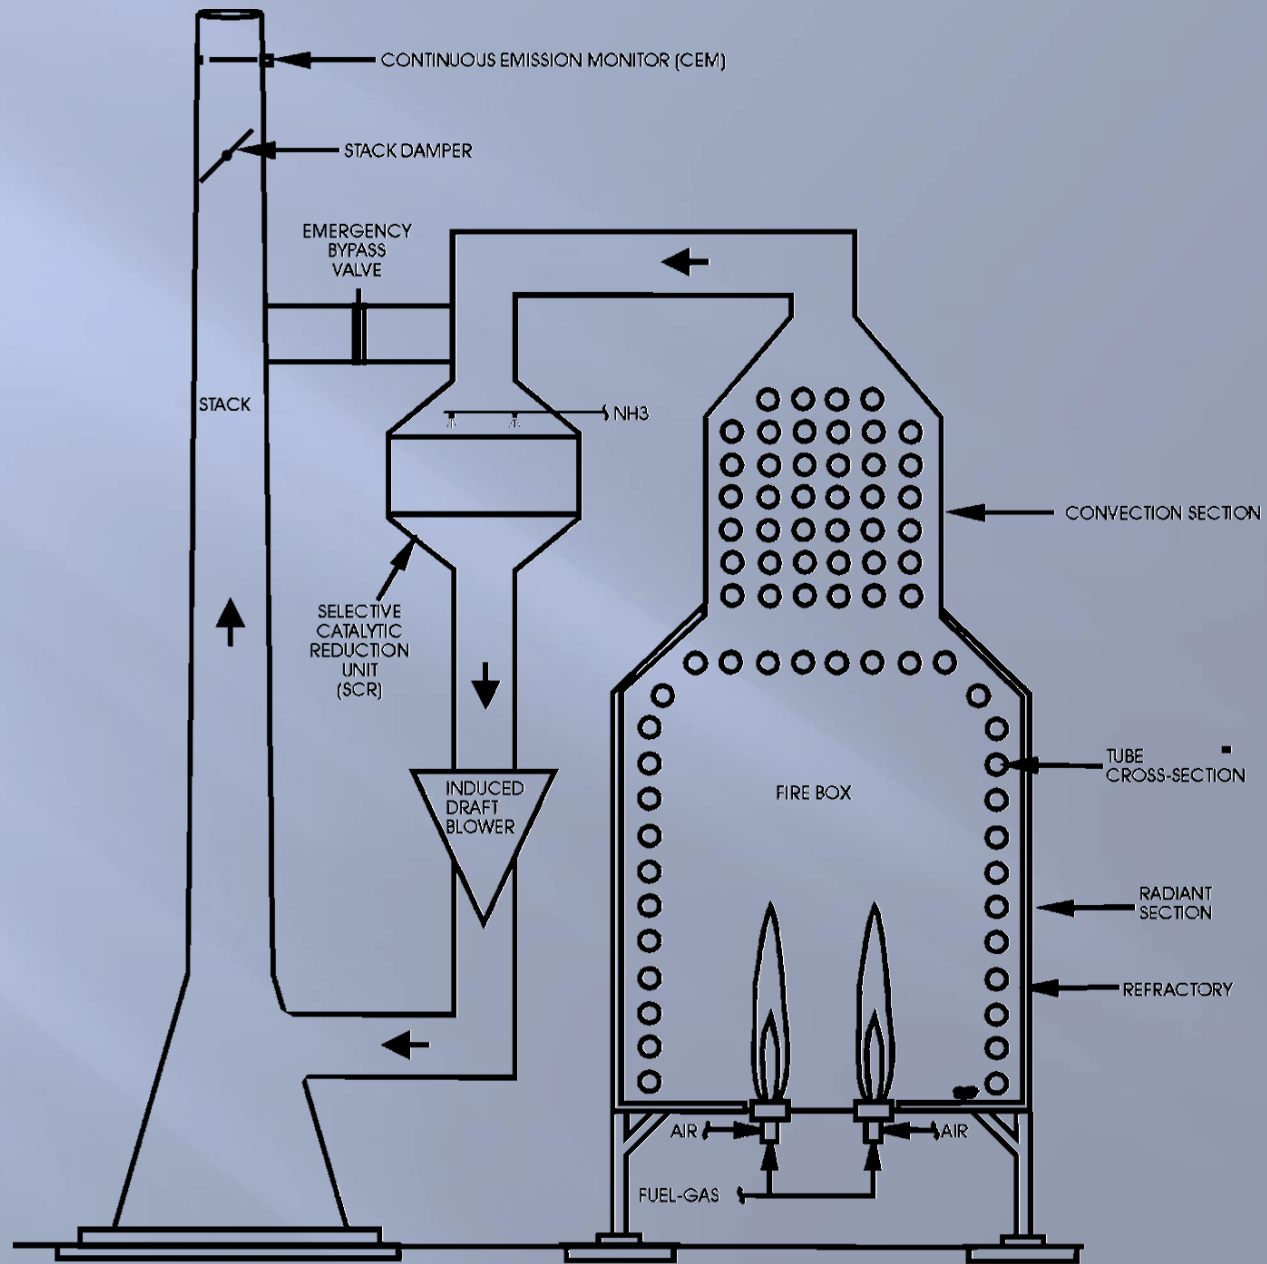 CONTINUOUS EMISSION MONITOR (CEM)
STACK DAMPER
EMERGENCY
BYPASS
VALVE
STACK
NH3
CONVECTION SECTION
SELECTIVE
CATALYTIC
REDUCTION
UNIT
(SCR)
TUBE
CROSS-SECTION
INDUCED
DRAFT
BLOWER
FIRE BOX
RADIANT
SECTION
REFRACTORY
AIR
AIR
FUEL-GAS